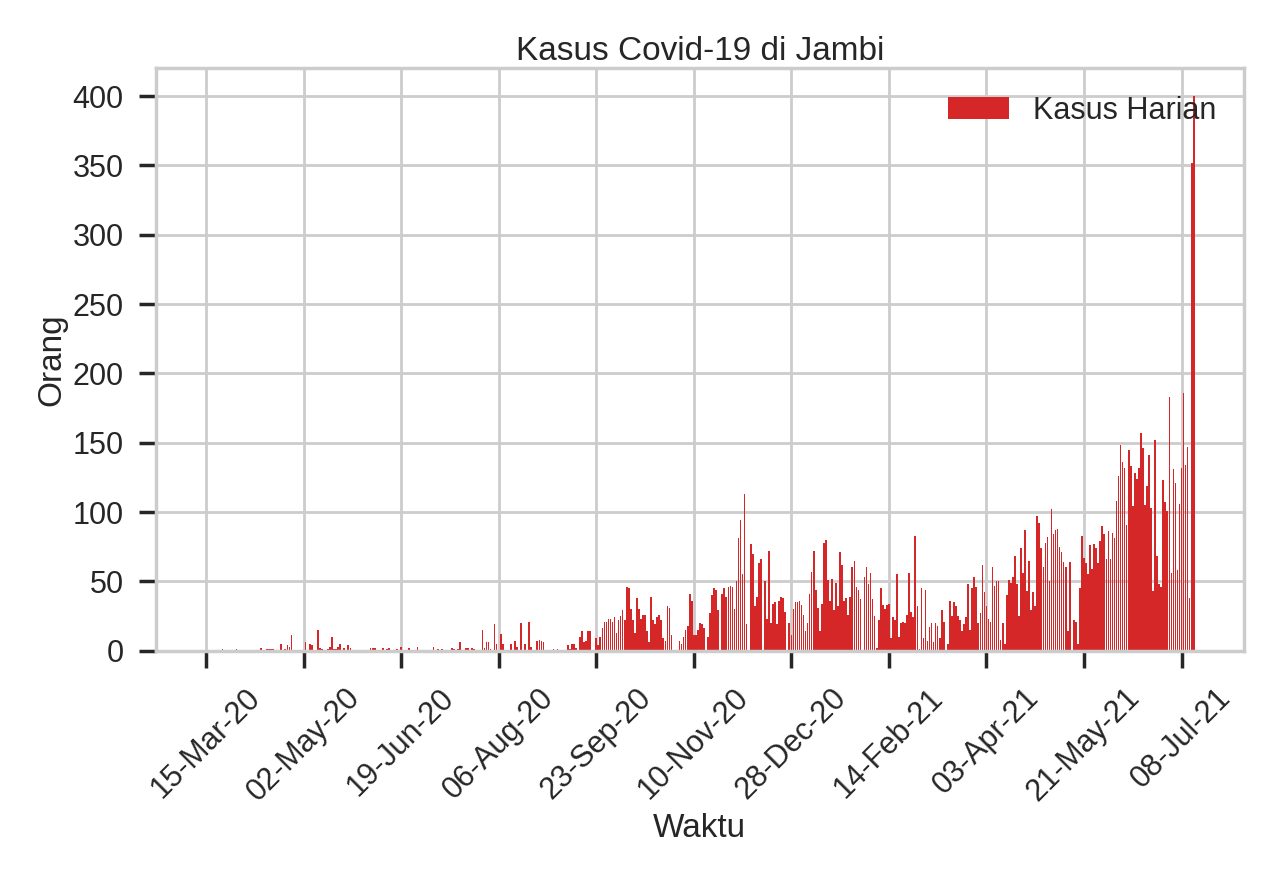 Kasus Covid-19 di Jambi
Kasus Harian
Orang
400
350
300
250
200
150
100
50
0
15-Mar-20
02-May-20
19-Jun-20
06-Aug-20
23-Sep-20
10-Nov-20
28-Dec-20
14-Feb-21
03-Apr-21
21-May-21
08-Jul-21
Waktu